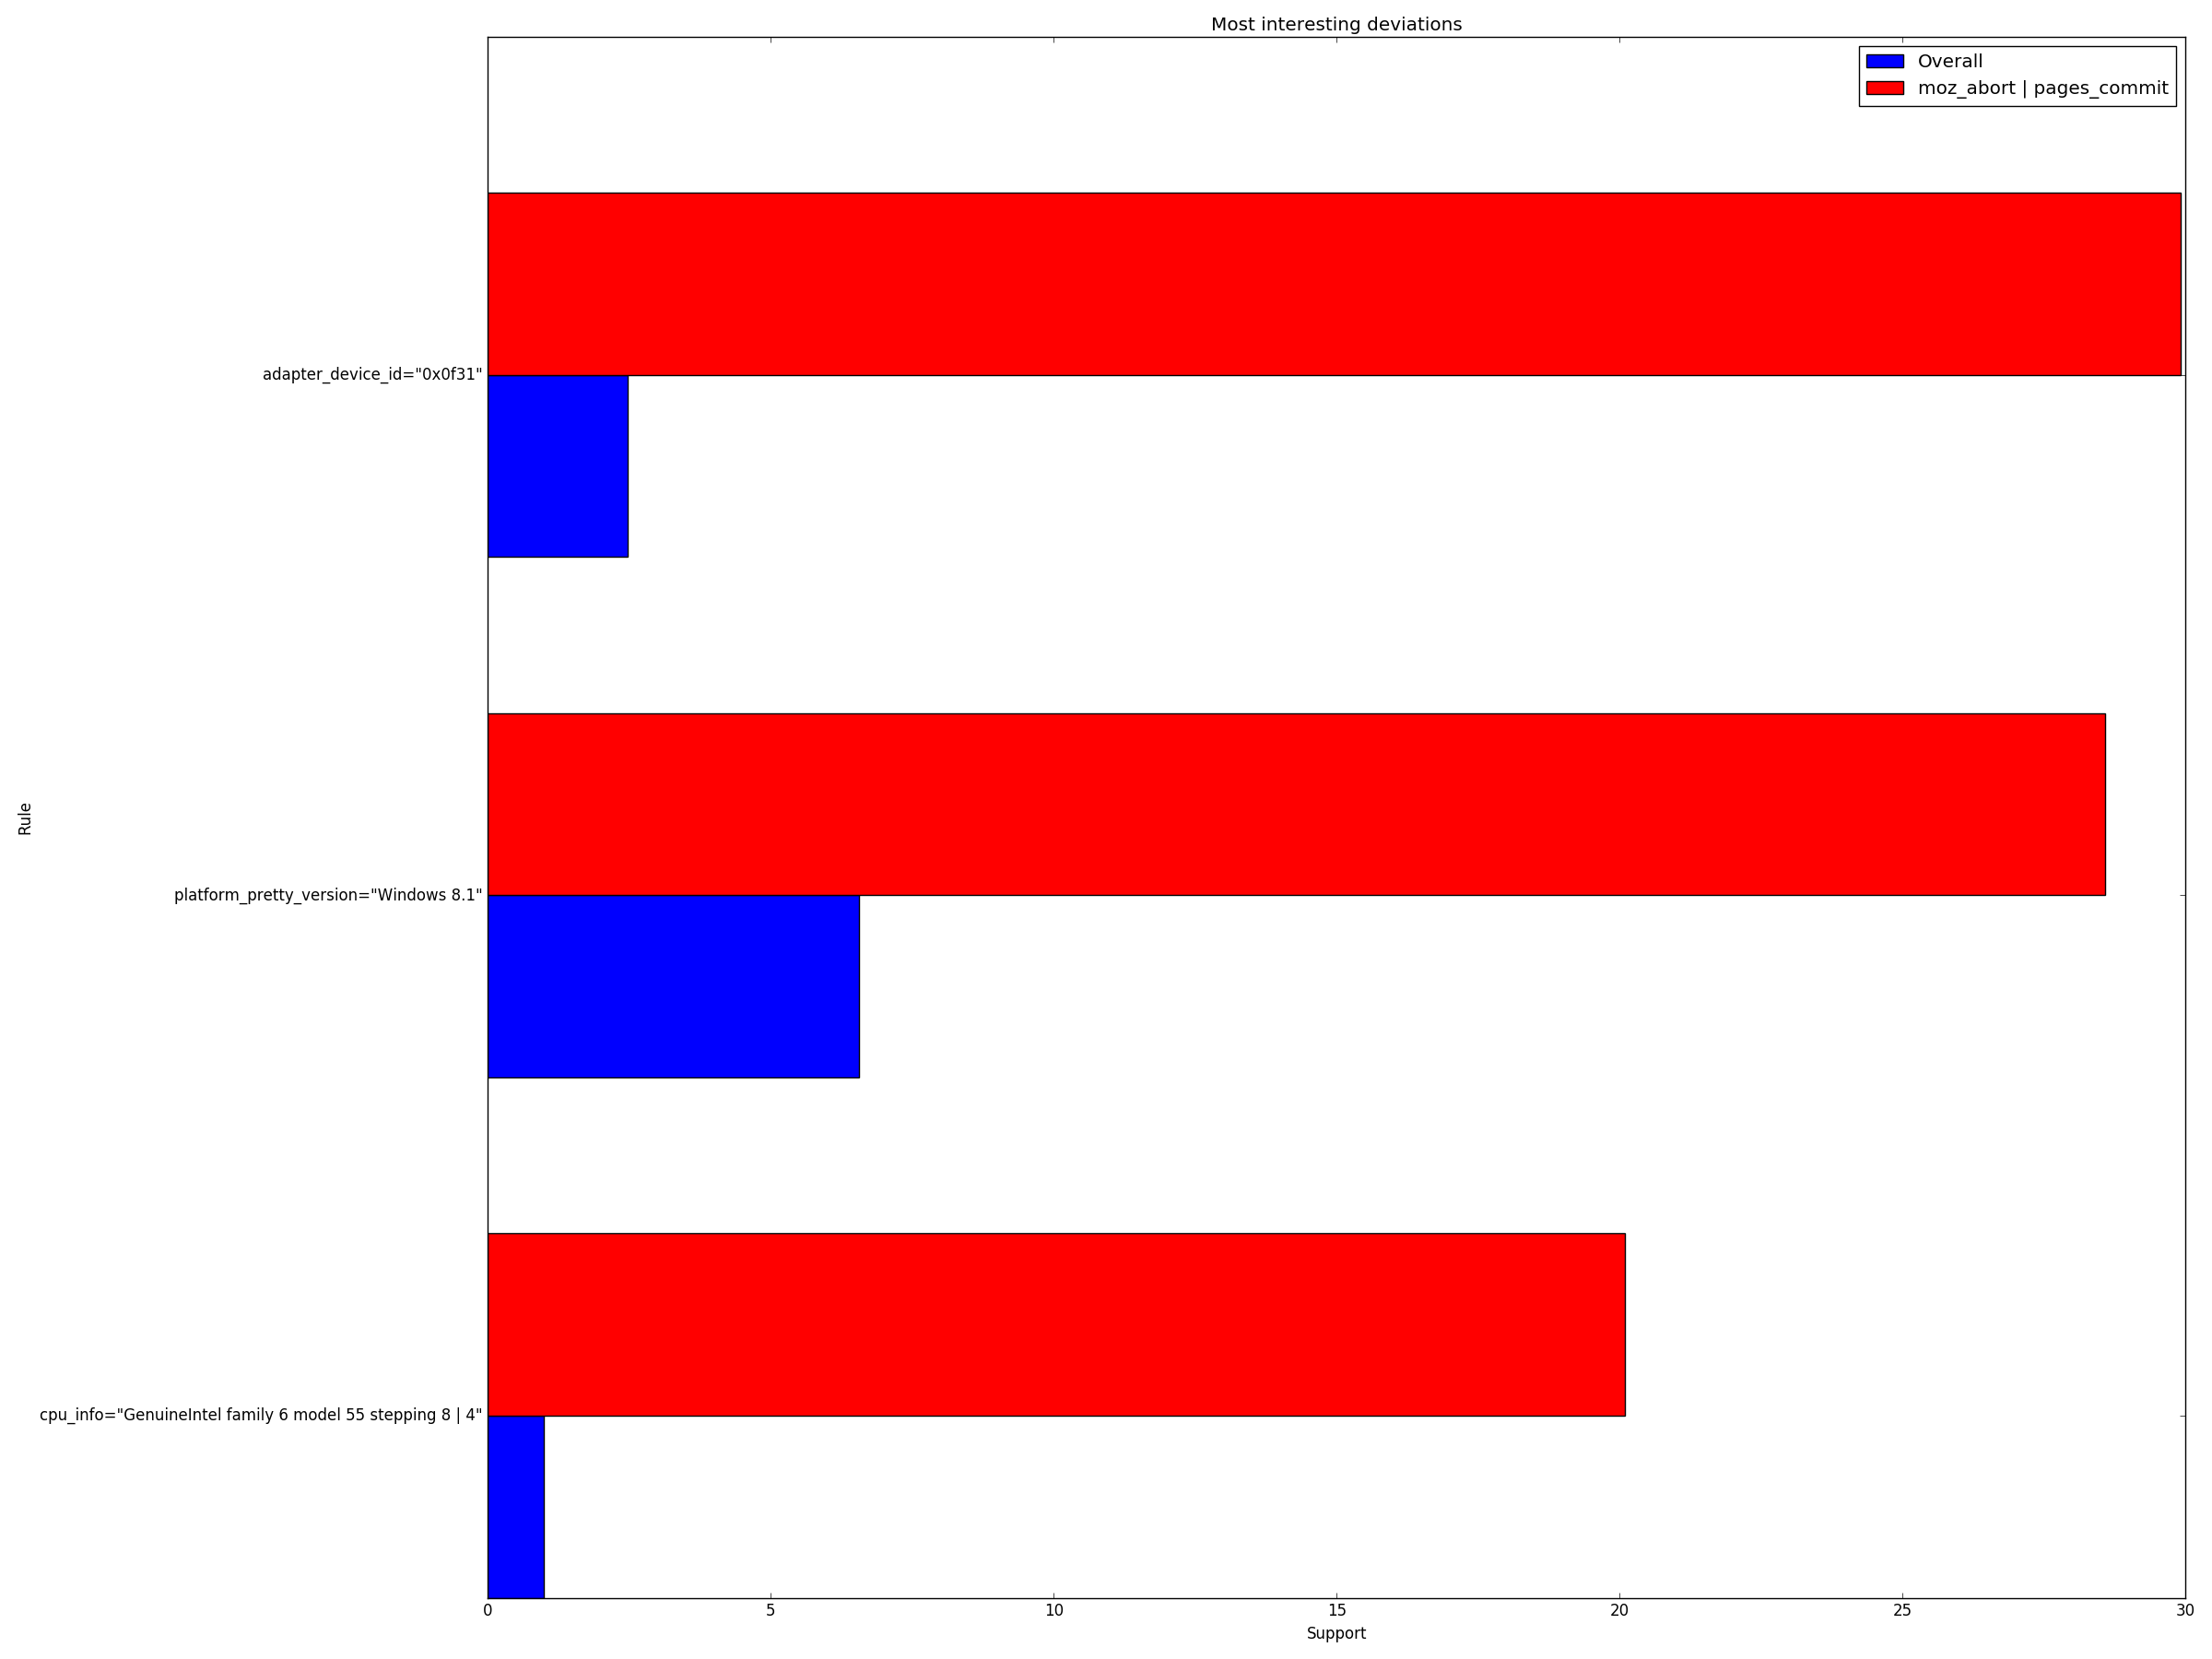 Most interesting deviations
Overall
moz_abort | pages_commit
adapter_device_id="0x0f31"
platform_pretty_version="Windows 8.1"
cpu_info="GenuineIntel family 6 model 55 stepping 8 | 4"
Rule
0 5 10 15 20 25 30
Support